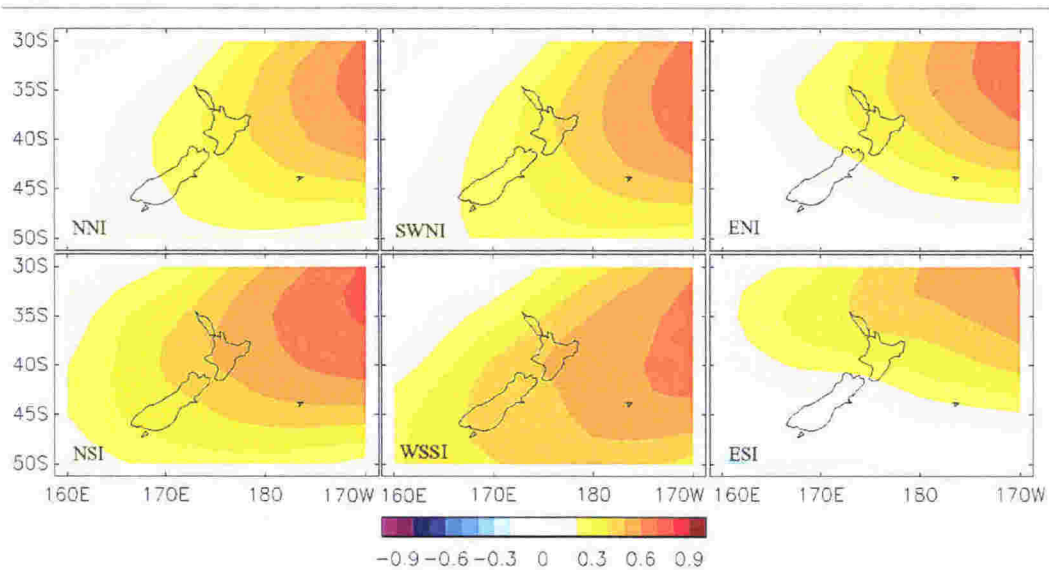 30S
35S
40S
45S
50S
NNI
SWNI
ENI
30S
35S
40S
45S
50S
NSI
WSSI
ESI
160E 170E 180 170W 160E 170E 180 170W 160E 170E 180 170W
-0.9 -0.6 -0.3 0 0.3 0.6 0.9